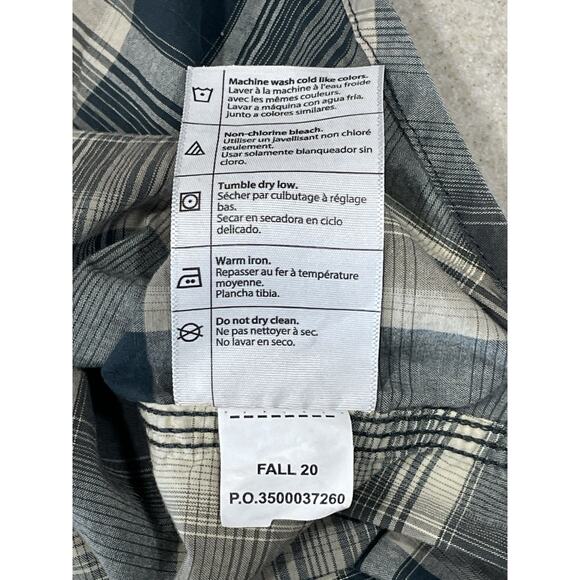 Machine wash cold like colors.
Laver à la machine à l'eau froide
avec les mêmes couleurs.
Lavar a máquina con agua fría,
junto a colores similares.
Non-chlorine bleach.
Utiliser un javellisant non chloré
seulement.
Usar solamente blanqueador sin
cloro.
Tumble dry low.
Sécher par culbutage à réglage
bas.
Secar en secadora en ciclo
delicado.
Warm iron.
Repasser au fer à température
moyenne.
Plancha tibia.
Do not dry clean.
Ne pas nettoyer à sec.
No lavar en seco.
FALL 20
P.O.3500037260